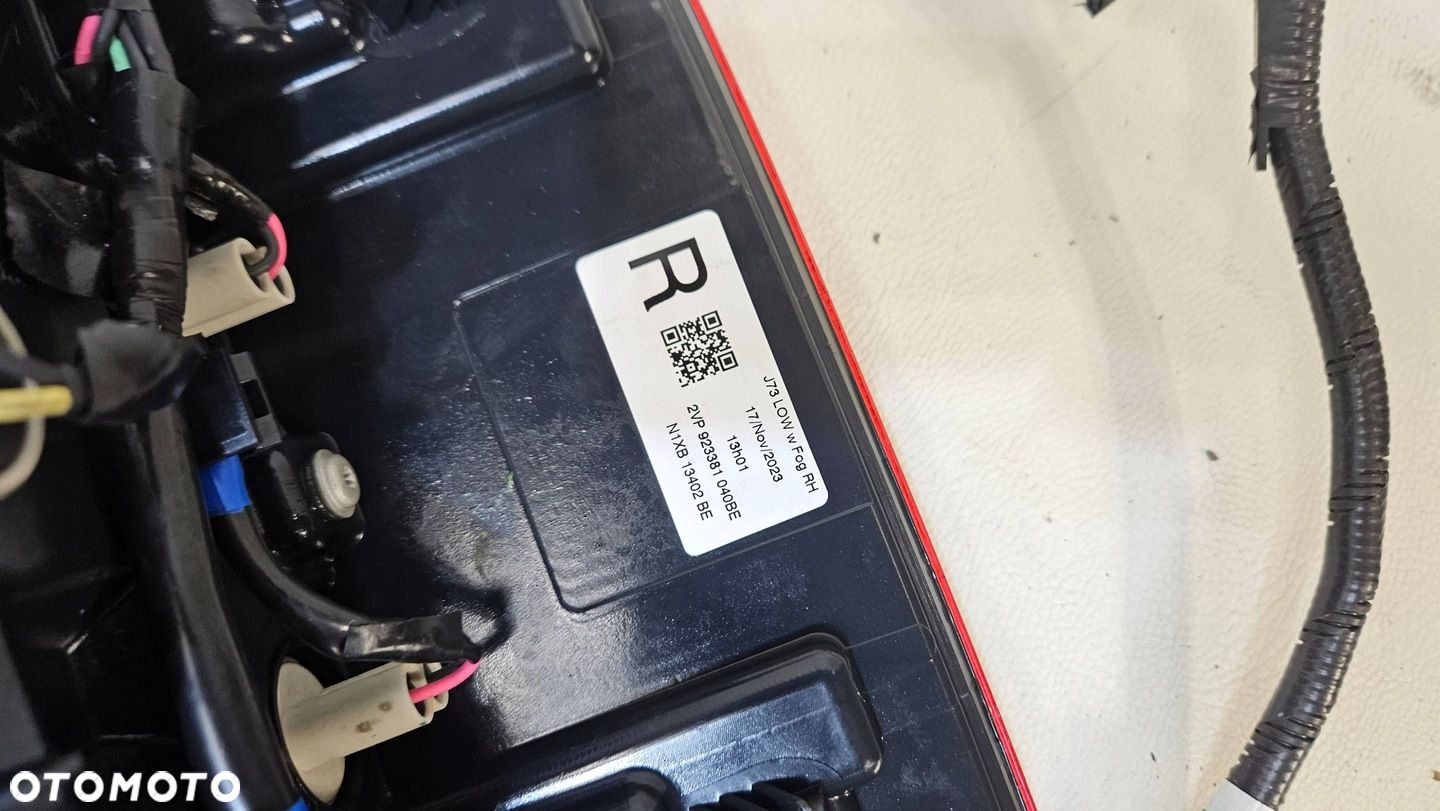 R
J73 LOW w Fog RH
17/Nov/2023
13h01
2VP 923381 040BE
N1XB 13402 BE
OTOMOTO